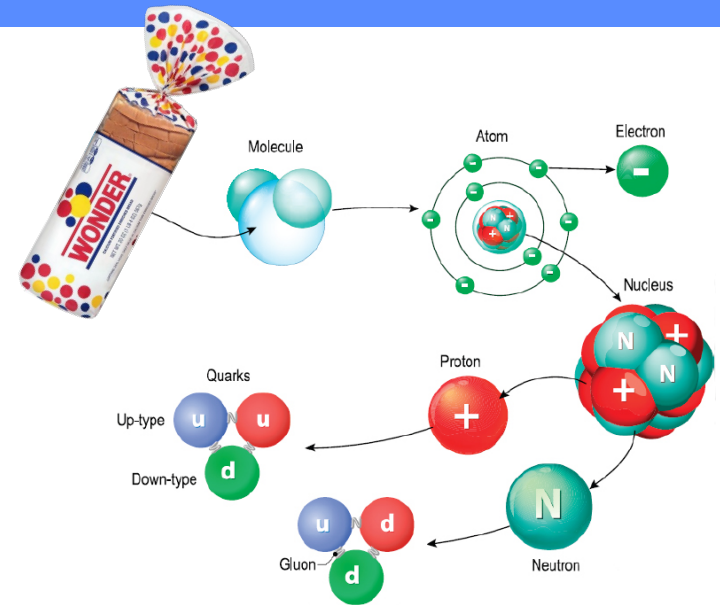 WONDER
Molecule
Atom
Electron
-
-
-
-
-
-
-
-
-
N
+
N
+
Nucleus
N
+
N
+
Proton
+
Quarks
Up-type
u
u
Down-type
d
N
Neutron
u
d
Gluon
d